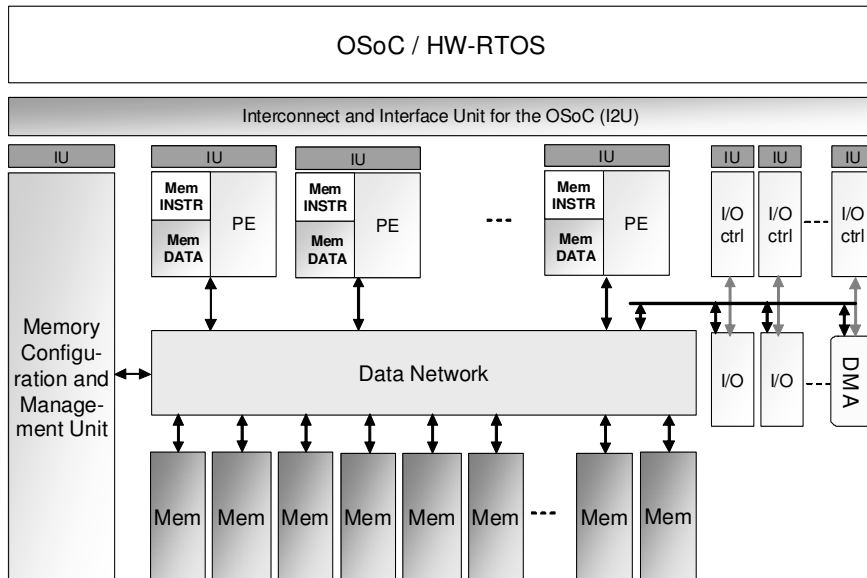 OSoC / HW-RTOS
Interconnect and Interface Unit for the OSoC (I2U)
IU
IU
IU
IU
IU
IU
IU
Mem
INSTR
Mem
DATA
PE
Mem
INSTR
Mem
DATA
PE
Mem
INSTR
Mem
DATA
PE
I/O
ctrl
I/O
ctrl
I/O
ctrl
Memory
Configu-
ration and
Manage-
ment Unit
Data Network
I/O
I/O
DMA
Mem
Mem
Mem
Mem
Mem
Mem
Mem
Mem